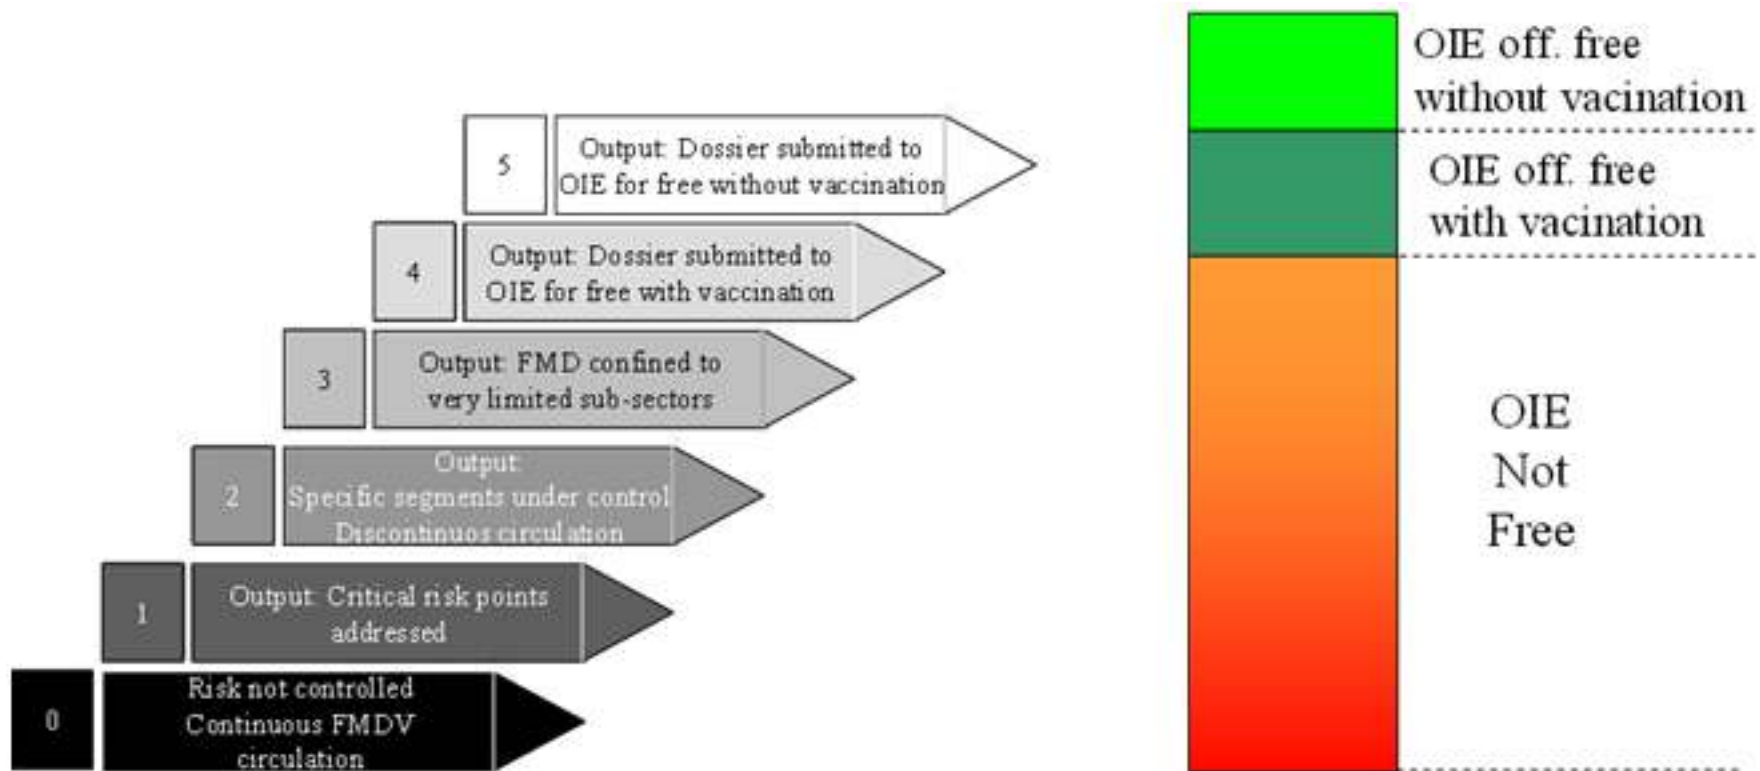 5
Output: Dossier submitted to
OIE for free without vaccination
4
Output: Dossier submitted to
OIE for free with vaccination
3
Output: FMD confined to
very limited sub-sectors
2
Output:
Specific segments under control
Discontinuos circulation
1
Output: Critical risk points
addressed
0
Risk not controlled
Continuous FMDV
circulation
OIE off. free
without vacination
OIE off. free
with vacination
OIE
Not
Free